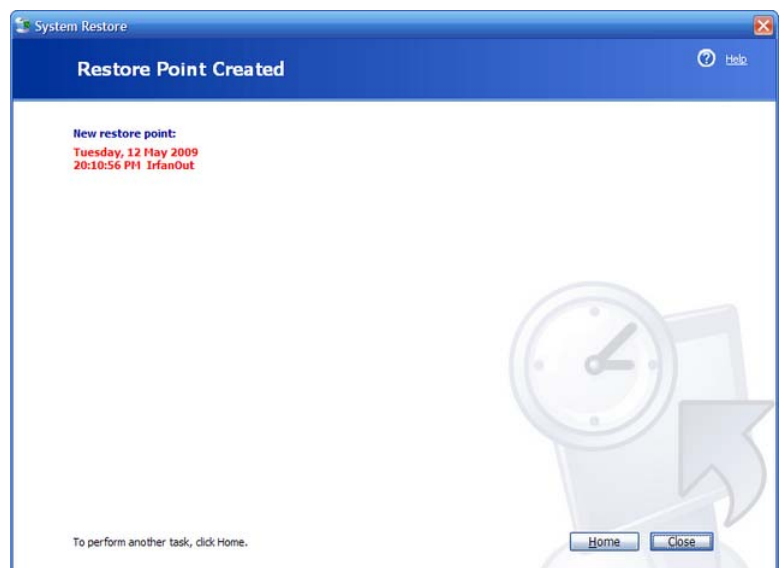 System Restore
Restore Point Created
Help
New restore point:
Tuesday, 12 May 2009
20:10:56 PM IrfanOut
To perform another task, click Home.
Home
Close